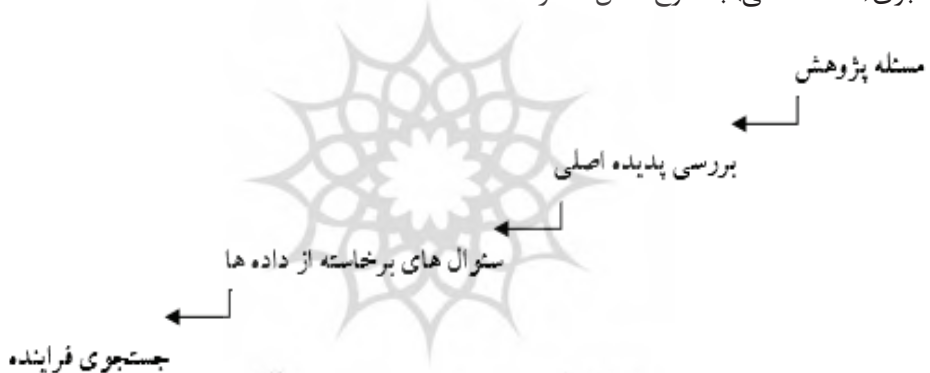 مسئله پژوهش
بررسی پدیده اصلی
سئوال های برخاسته از داده ها
جستجوی فراینده